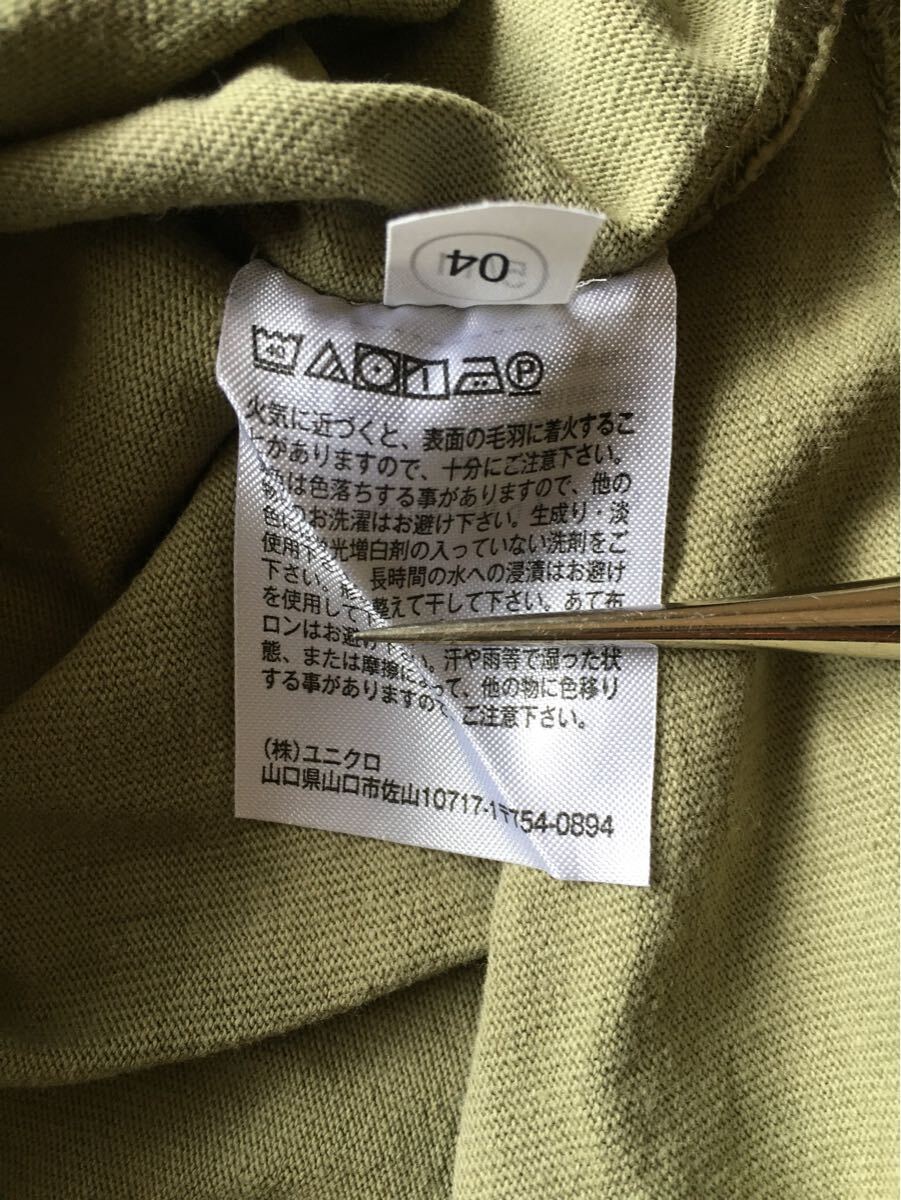 04
40
P
火気に近づくと、表面の毛羽に着火するこ
がありますので、十分にご注意下さい。
は色落ちする事がありますので、他の
のお洗濯はお避け下さい。生成り・淡
光増白剤の入っていない洗剤をご
使用下
下さい。 長時間の水への浸漬はお避け
を使用して 整えて干して下さい。あて布
ロンはお避け下さい。汗や雨等で湿った状
態、または摩擦によって、他の物に色移り
する事がありますので、ご注意下さい。
(株)ユニクロ
山口県山口市佐山10717-1〒754-0894